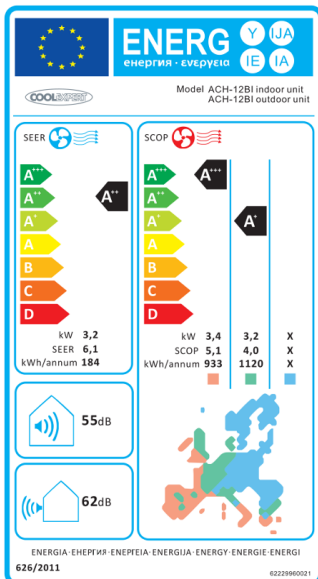 ENERG Y IJA
енергия · ενεργεια IE IA
COOLEXPERT
Model ACH-12BI indoor unit
ACH-12BI outdoor unit
SEER
A+++
A++
A+
A
B
C
D
A++
kW 3,2
SEER 6,1
kWh/annum 184
SCOP
A+++
A++
A+
A
B
C
D
A+++
A+
kW 3,4 3,2 X
SCOP 5,1 4,0 X
kWh/annum 933 1120 X
55dB
62dB
ENERGIA·ЕНЕРГИЯ·ΕΝΕΡΓΕΙΑ·ENERGIJA·ENERGY·ENERGIE·ENERGI
626/2011
62229960021